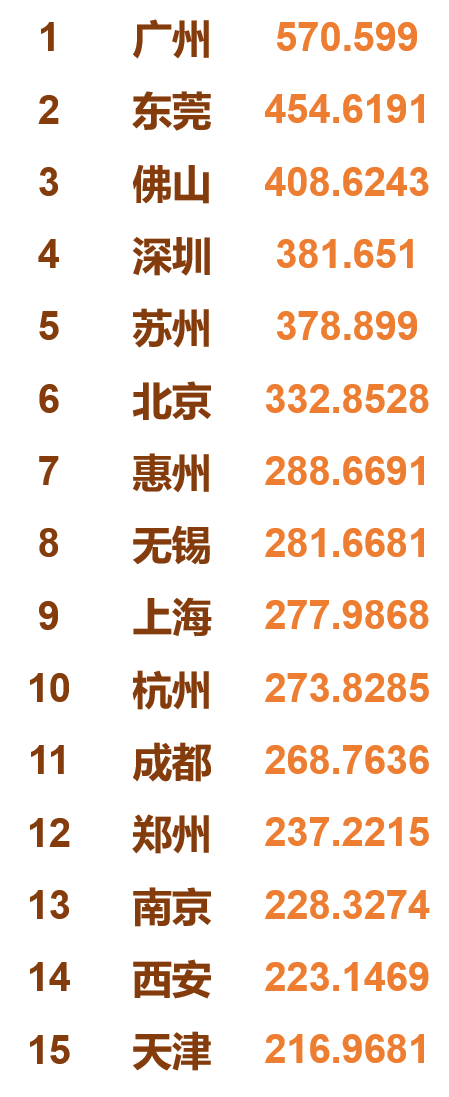 1 广州 570.599
2 东莞 454.6191
3 佛山 408.6243
4 深圳 381.651
5 苏州 378.899
6 北京 332.8528
7 惠州 288.6691
8 无锡 281.6681
9 上海 277.9868
10 杭州 273.8285
11 成都 268.7636
12 郑州 237.2215
13 南京 228.3274
14 西安 223.1469
15 天津 216.9681